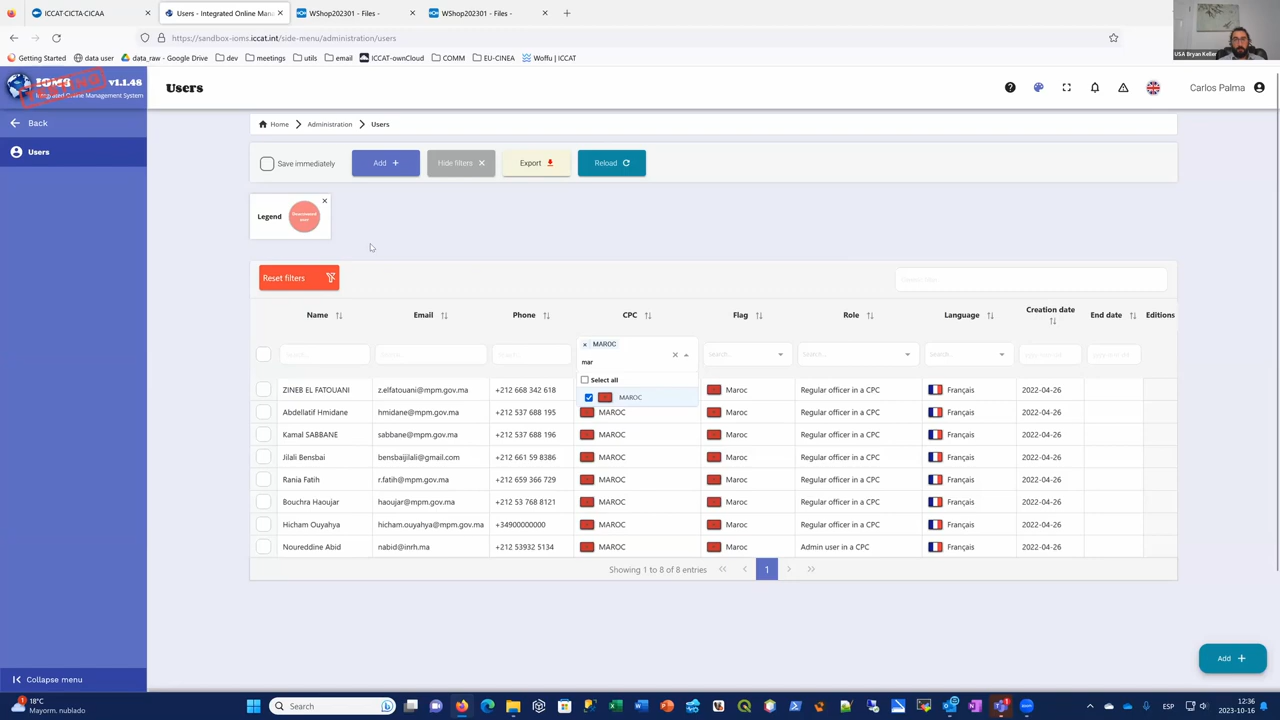 ICCAT-CICTA-CICAA
Users - Integrated Online Mana
WShop202301 - Files -
WShop202301 - Files -
https://sandbox-ioms.iccat.int/side-menu/administration/users
Getting Started
data user
data_raw - Google Drive
dev
meetings
utils
email
ICCAT-ownCloud
COMM
EU-CINEA
Woffu | ICCAT
USA Bryan Keller
IOMS v1.1.48
Integrated Online Management System
Users
Carlos Palma
Back
Users
Home Administration Users
Save immediately
Add +
Hide filters
Export
Reload
Legend
Reset filters
Name Email Phone CPC Flag Role Language Creation date End date Editions
MAROC
mar
Select all
MAROC
ZINEB EL FATOUANI z.elfatouani@mpm.gov.ma +212 668 342 618 Maroc Regular officer in a CPC Français 2022-04-26
Abdellatif Hmidane hmidane@mpm.gov.ma +212 537 688 195 MAROC Maroc Regular officer in a CPC Français 2022-04-26
Kamal SABBANE sabbane@mpm.gov.ma +212 537 688 196 MAROC Maroc Regular officer in a CPC Français 2022-04-26
Jilali Bensbai bensbaijilali@gmail.com +212 661 59 8386 MAROC Maroc Regular officer in a CPC Français 2022-04-26
Rania Fatih r.fatih@mpm.gov.ma +212 659 366 729 MAROC Maroc Regular officer in a CPC Français 2022-04-26
Bouchra Haoujar haoujar@mpm.gov.ma +212 53 768 8121 MAROC Maroc Regular officer in a CPC Français 2022-04-26
Hicham Ouyahya hicham.ouyahya@mpm.gov.ma +34900000000 MAROC Maroc Regular officer in a CPC Français 2022-04-26
Noureddine Abid nabid@inrh.ma +212 53932 5134 MAROC Maroc Admin user in a CPC Français 2022-04-26
Showing 1 to 8 of 8 entries
1
Add +
Collapse menu
18°C
Mayorm. nublado
Search
12:36
2023-10-16